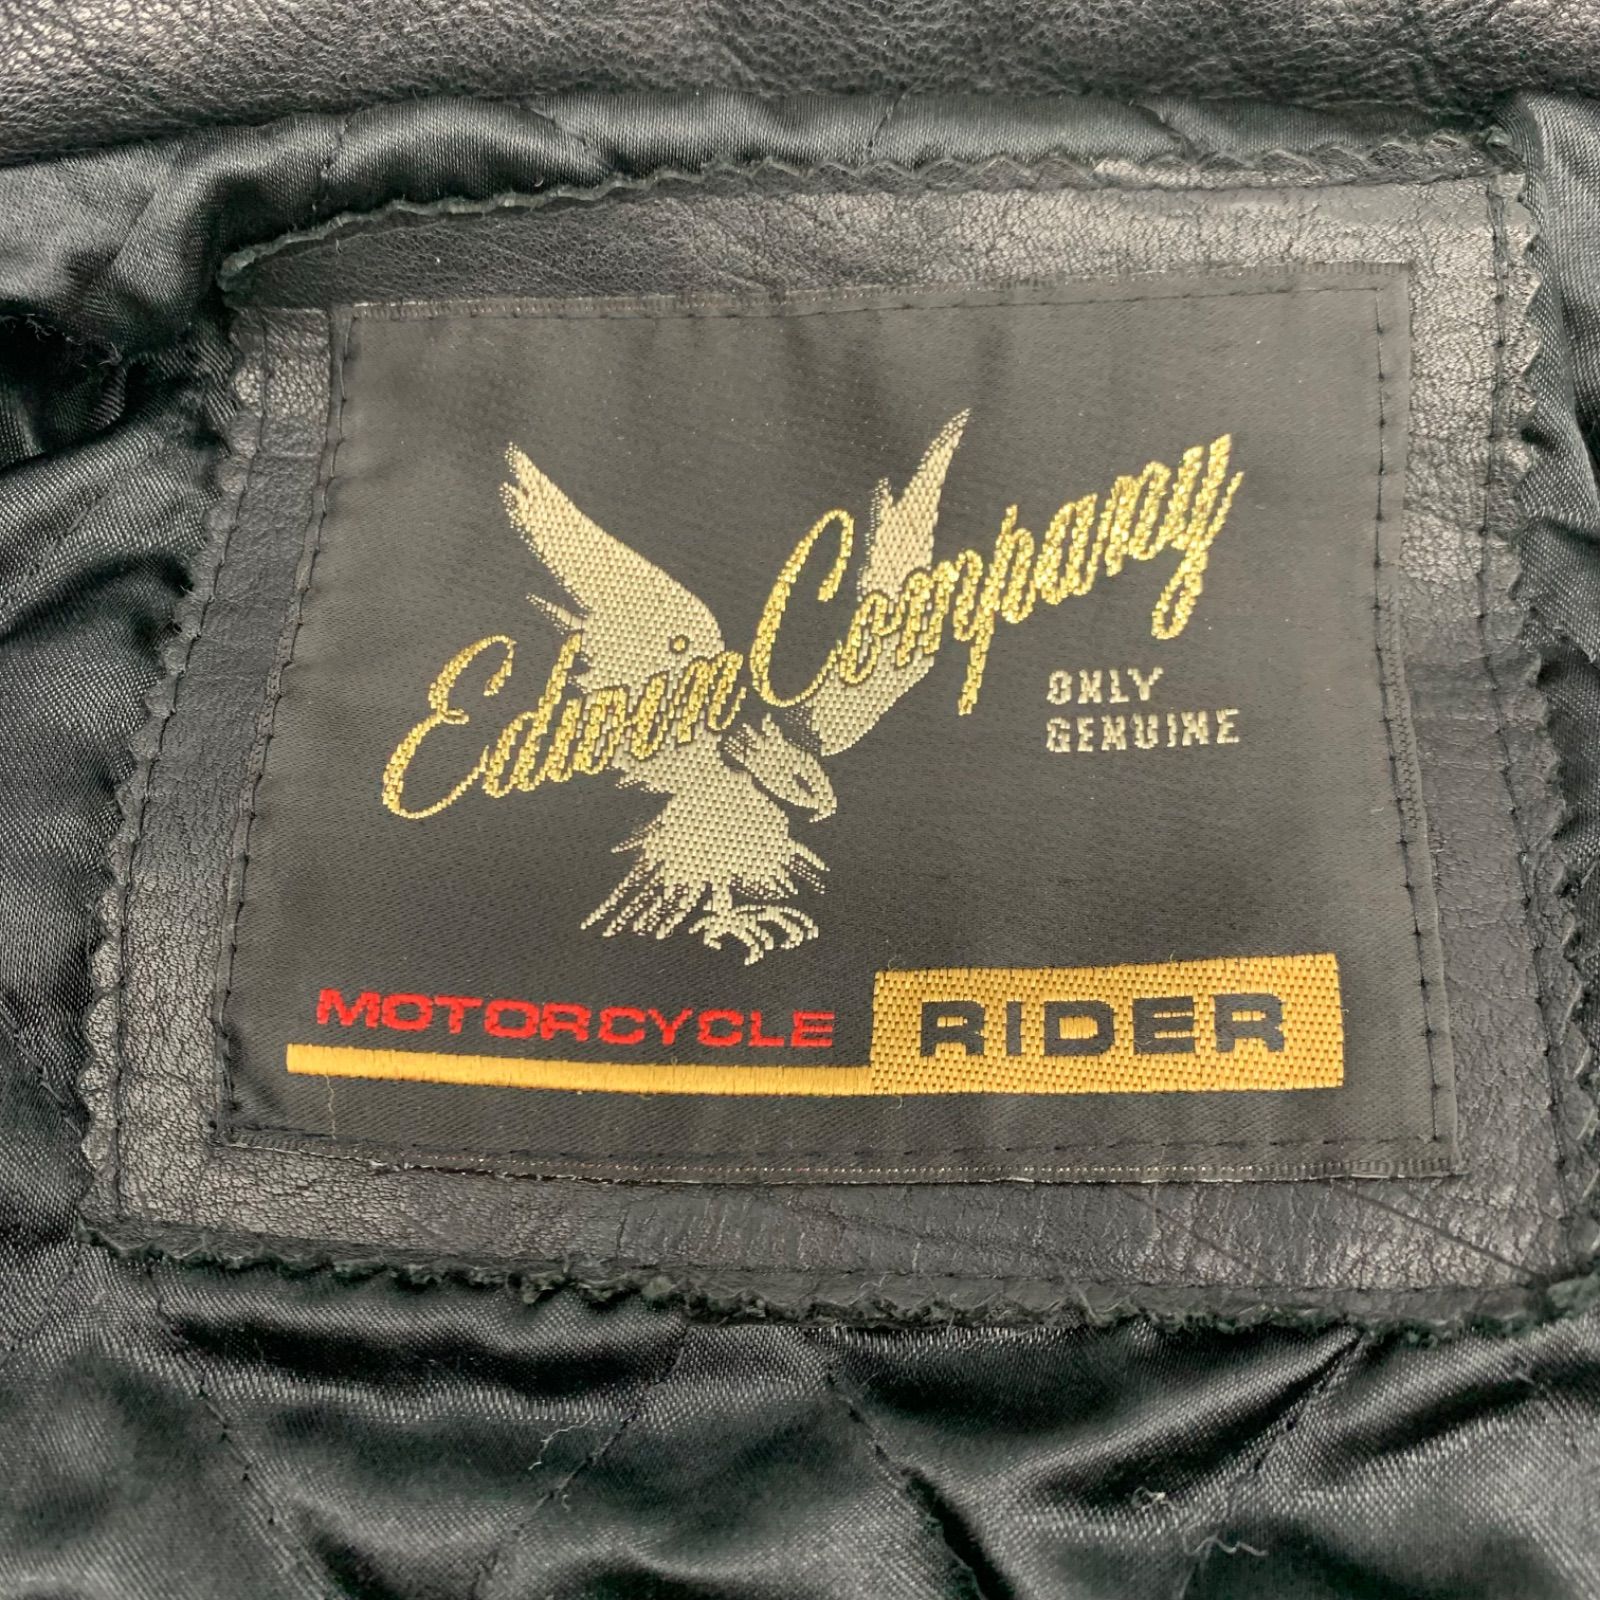 Edwin Company
ONLY
GENUINE
MOTORCYCLE RIDER